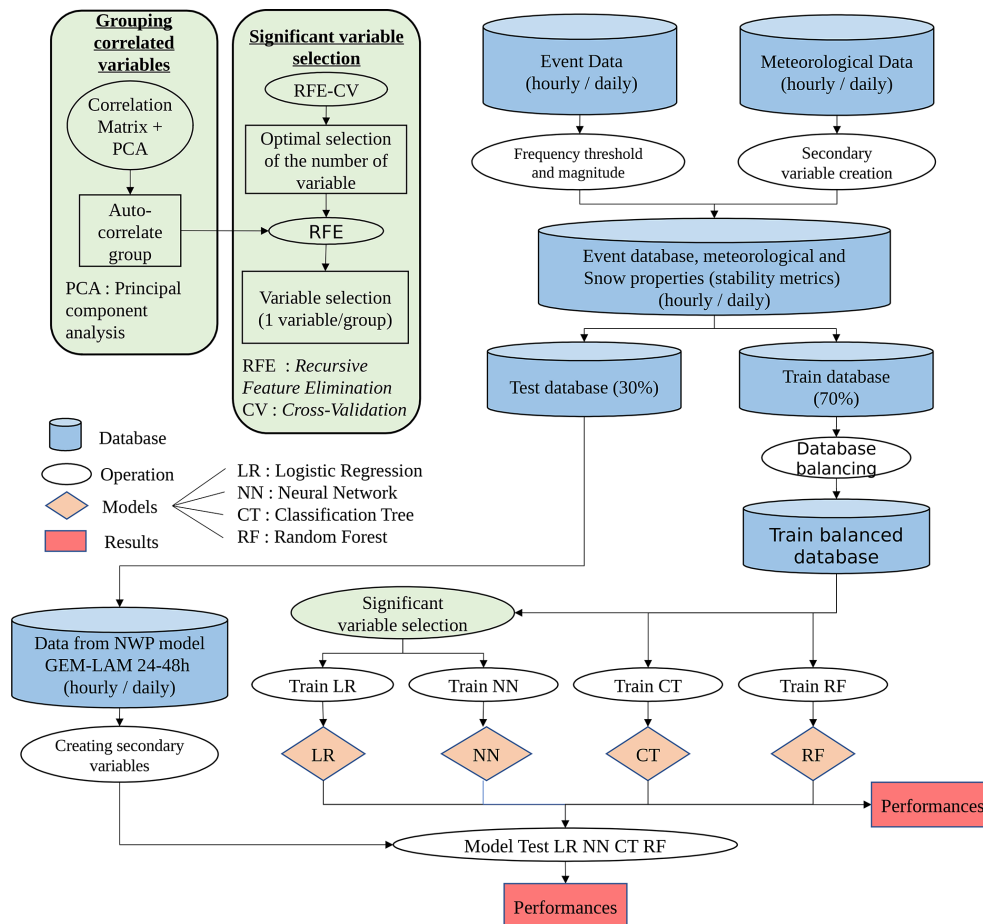 Grouping
correlated
variables
Correlation
Matrix +
PCA
Auto-
correlate
group
PCA : Principal
component
analysis
Significant variable
selection
RFE-CV
Optimal selection
of the number of
variable
RFE
Variable selection
(1 variable/group)
RFE : Recursive
Feature Elimination
CV : Cross-Validation
Event Data
(hourly / daily)
Meteorological Data
(hourly / daily)
Frequency threshold
and magnitude
Secondary
variable creation
Event database, meteorological and
Snow properties (stability metrics)
(hourly / daily)
Test database (30%)
Train database
(70%)
Database
balancing
Train balanced
database
Database
Operation
Models
Results
LR : Logistic Regression
NN : Neural Network
CT : Classification Tree
RF : Random Forest
Data from NWP model
GEM-LAM 24-48h
(hourly / daily)
Creating secondary
variables
Significant
variable selection
Train LR
Train NN
Train CT
Train RF
LR
NN
CT
RF
Performances
Model Test LR NN CT RF
Performances